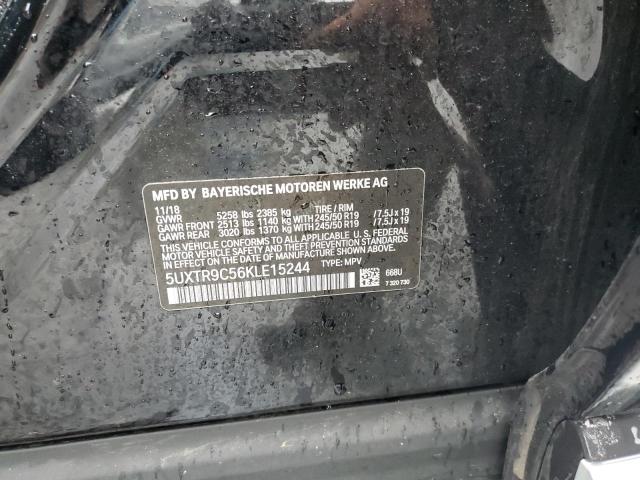 MFD BY BAYERISCHE MOTOREN WERKE AG
11/18 TIRE / RIM
GVWR 5258 lbs 2385 kg
GAWR FRONT 2513 lbs 1140 kg WITH 245/50 R19 /7.5J x 19
GAWR REAR 3020 lbs 1370 kg WITH 245/50 R19 /7.5J x 19
THIS VEHICLE CONFORMS TO ALL APPLICABLE U.S. FEDERAL
MOTOR VEHICLE SAFETY AND THEFT PREVENTION STANDARDS
IN EFFECT ON THE DATE OF MANUFACTURE SHOWN ABOVE.
5UXTR9C56KLE15244 TYPE: MPV
668U
7 320 730